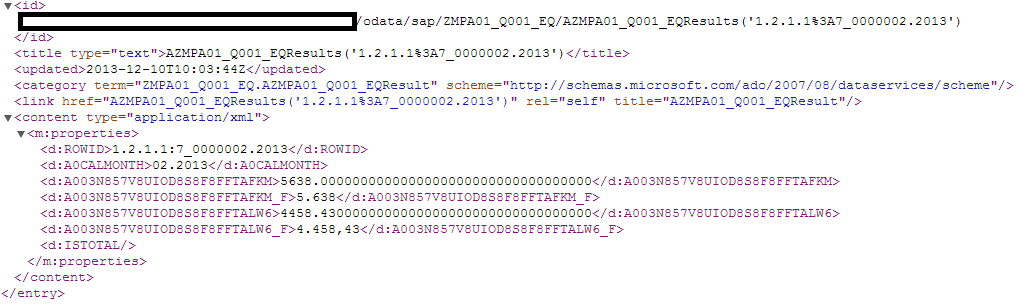 <id>
/odata/sap/ZMPA01_Q001_EQ/AZMPA01_Q001_EQResults('1.2.1.1%3A7_0000002.2013')
</id>
<title type="text">AZMPA01_Q001_EQResults('1.2.1.1%3A7_0000002.2013')</title>
<updated>2013-12-10T10:03:44Z</updated>
<category term="ZMPA01_Q001_EQ.AZMPA01_Q001_EQResult" scheme="http://schemas.microsoft.com/ado/2007/08/dataservices/scheme"/>
<link href="AZMPA01_Q001_EQResults('1.2.1.1%3A7_0000002.2013')" rel="self" title="AZMPA01_Q001_EQResult"/>
<content type="application/xml">
<m:properties>
<d:ROWID>1.2.1.1:7_0000002.2013</d:ROWID>
<d:A0CALMONTH>02.2013</d:A0CALMONTH>
<d:A003N857V8UIOD8S8F8FFTAFKM>5638.0000000000000000000000000000000000</d:A003N857V8UIOD8S8F8FFTAFKM>
<d:A003N857V8UIOD8S8F8FFTAFKM_F>5.638</d:A003N857V8UIOD8S8F8FFTAFKM_F>
<d:A003N857V8UIOD8S8F8FFTALW6>4458.4300000000000000000000000000000000</d:A003N857V8UIOD8S8F8FFTALW6>
<d:A003N857V8UIOD8S8F8FFTALW6_F>4.458,43</d:A003N857V8UIOD8S8F8FFTALW6_F>
<d:ISTOTAL/>
</m:properties>
</content>
</entry>